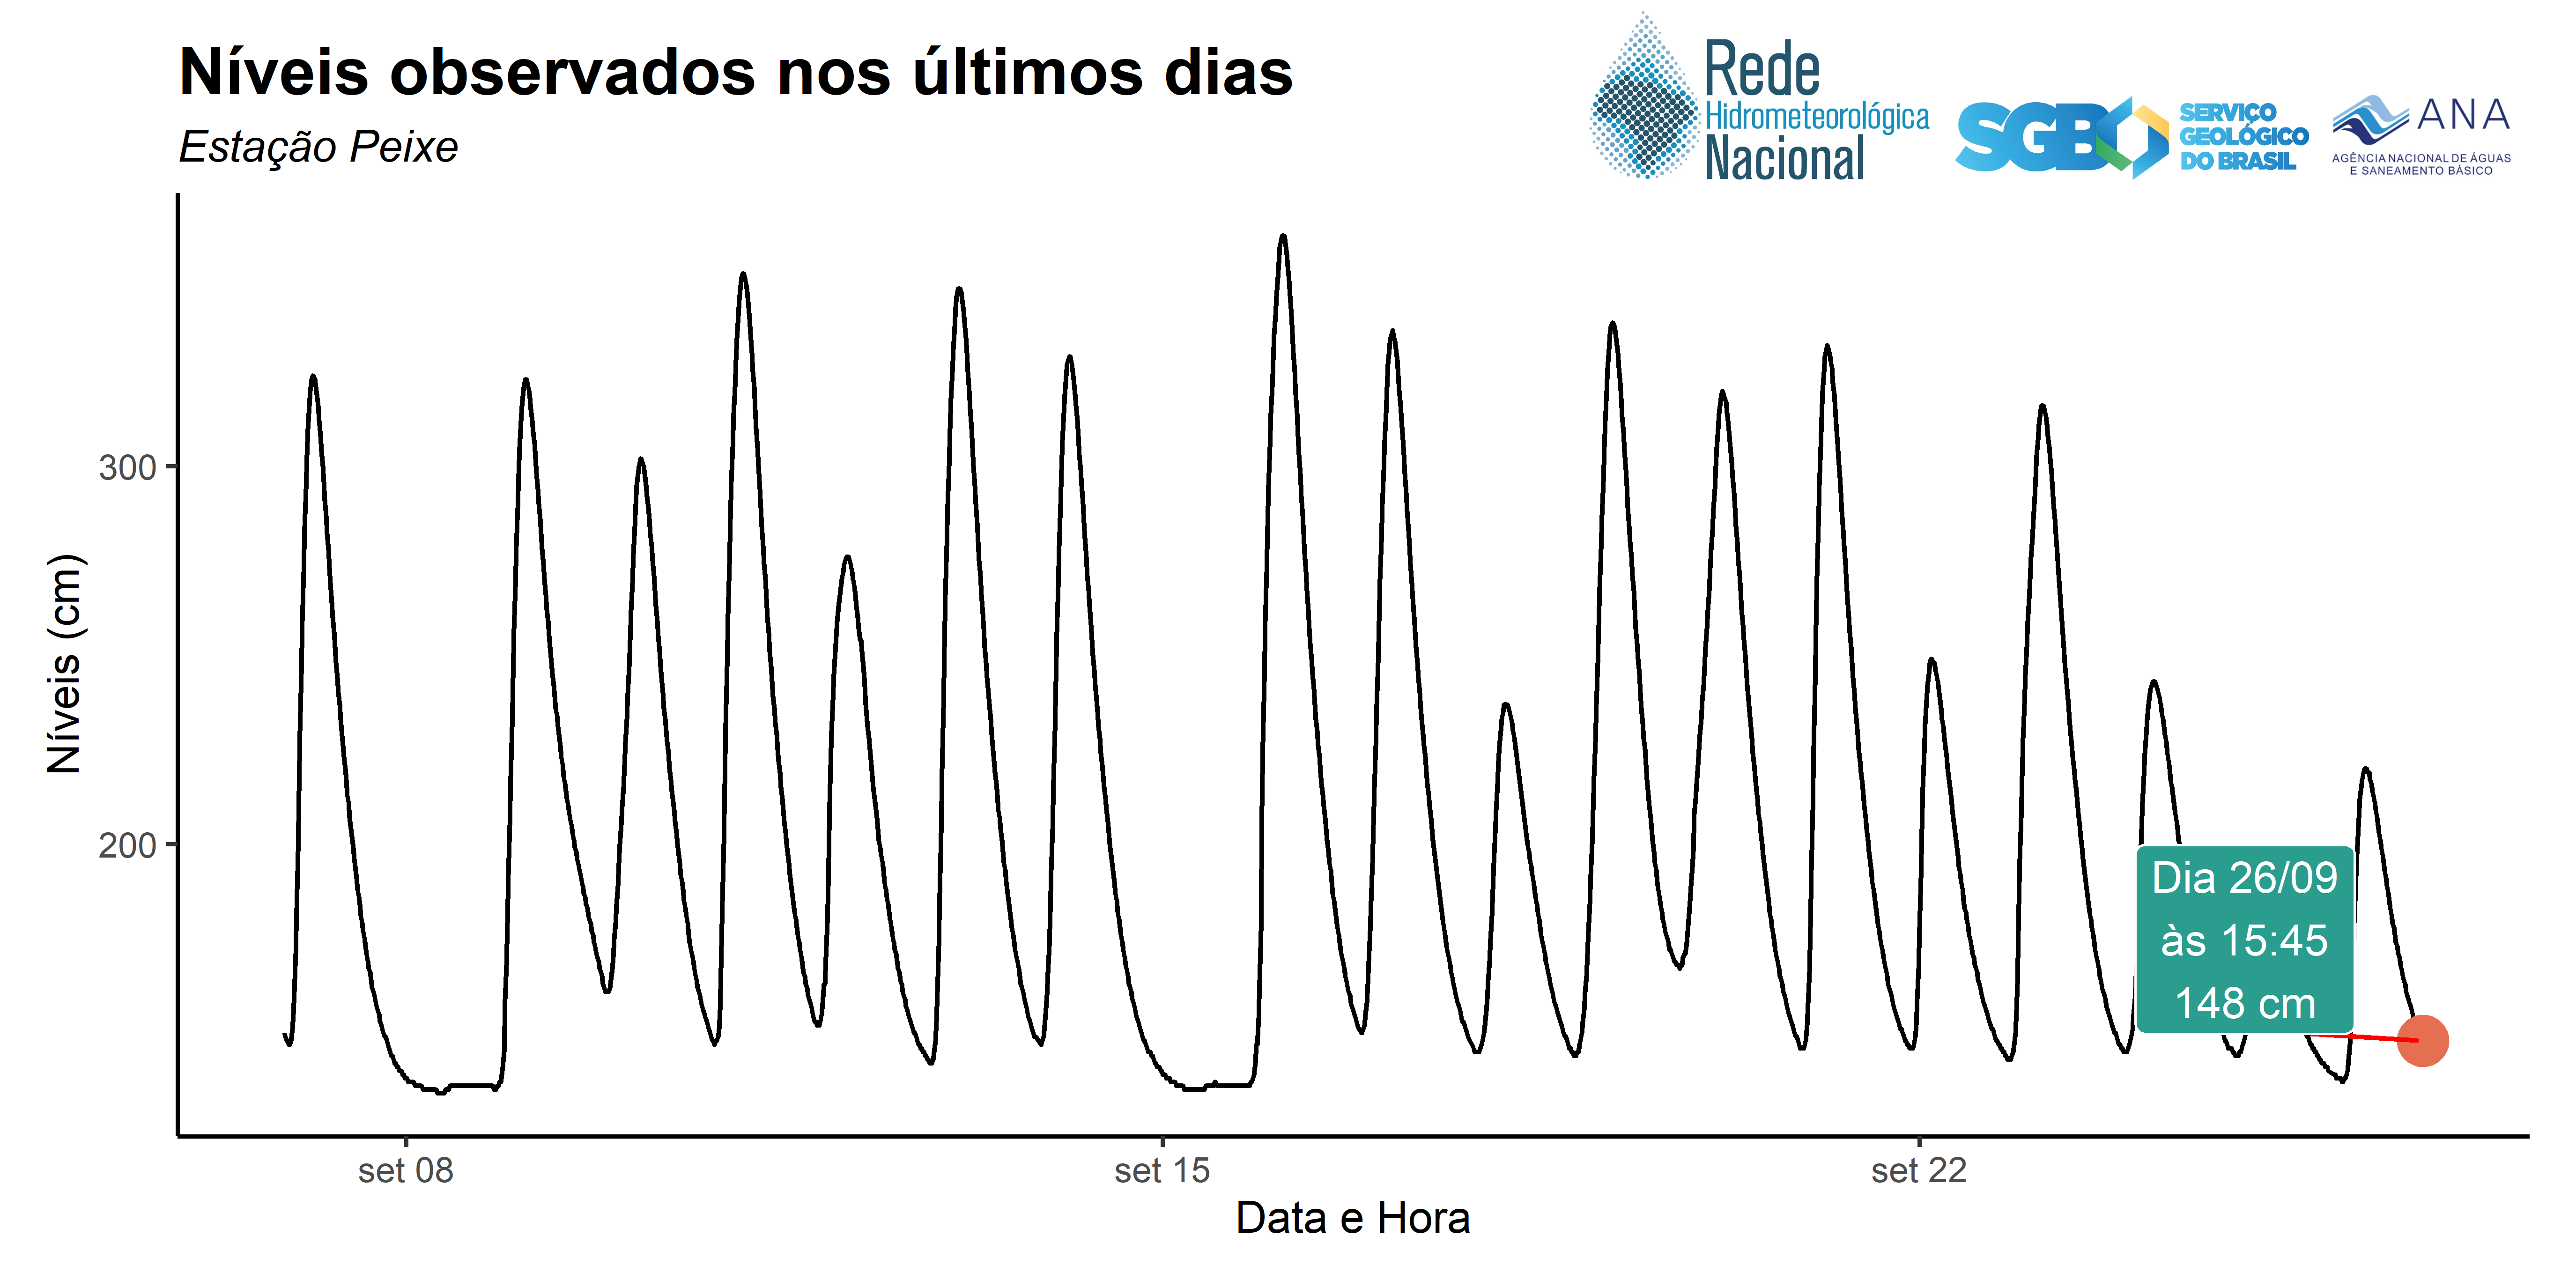 Níveis observados nos últimos dias
Estação Peixe
Rede
Hidrometeorológica
Nacional
SGB
SERVIÇO
GEOLÓGICO
DO BRASIL
ANA
AGÊNCIA NACIONAL DE ÁGUAS
E SANEAMENTO BÁSICO
Níveis (cm)
300
200
Dia 26/09
às 15:45
148 cm
set 08
set 15
set 22
Data e Hora